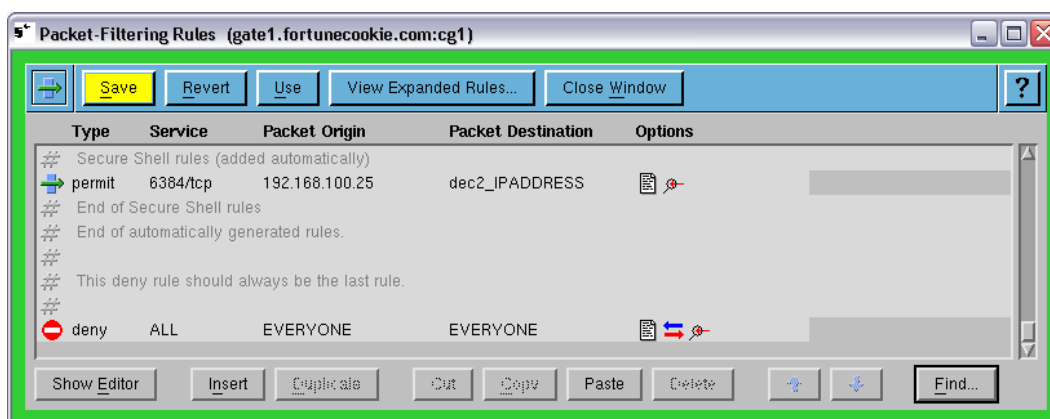 Packet-Filtering Rules (gate1.fortunecookie.com:cg1)
Save Revert Use View Expanded Rules... Close Window ?
Type Service Packet Origin Packet Destination Options
# Secure Shell rules (added automatically)
permit 6384/tcp 192.168.100.25 dec2_IPADDRESS
# End of Secure Shell rules
# End of automatically generated rules.
#
# This deny rule should always be the last rule.
#
deny ALL EVERYONE EVERYONE
Show Editor Insert Duplicate Cut Copy Paste Delete Find...